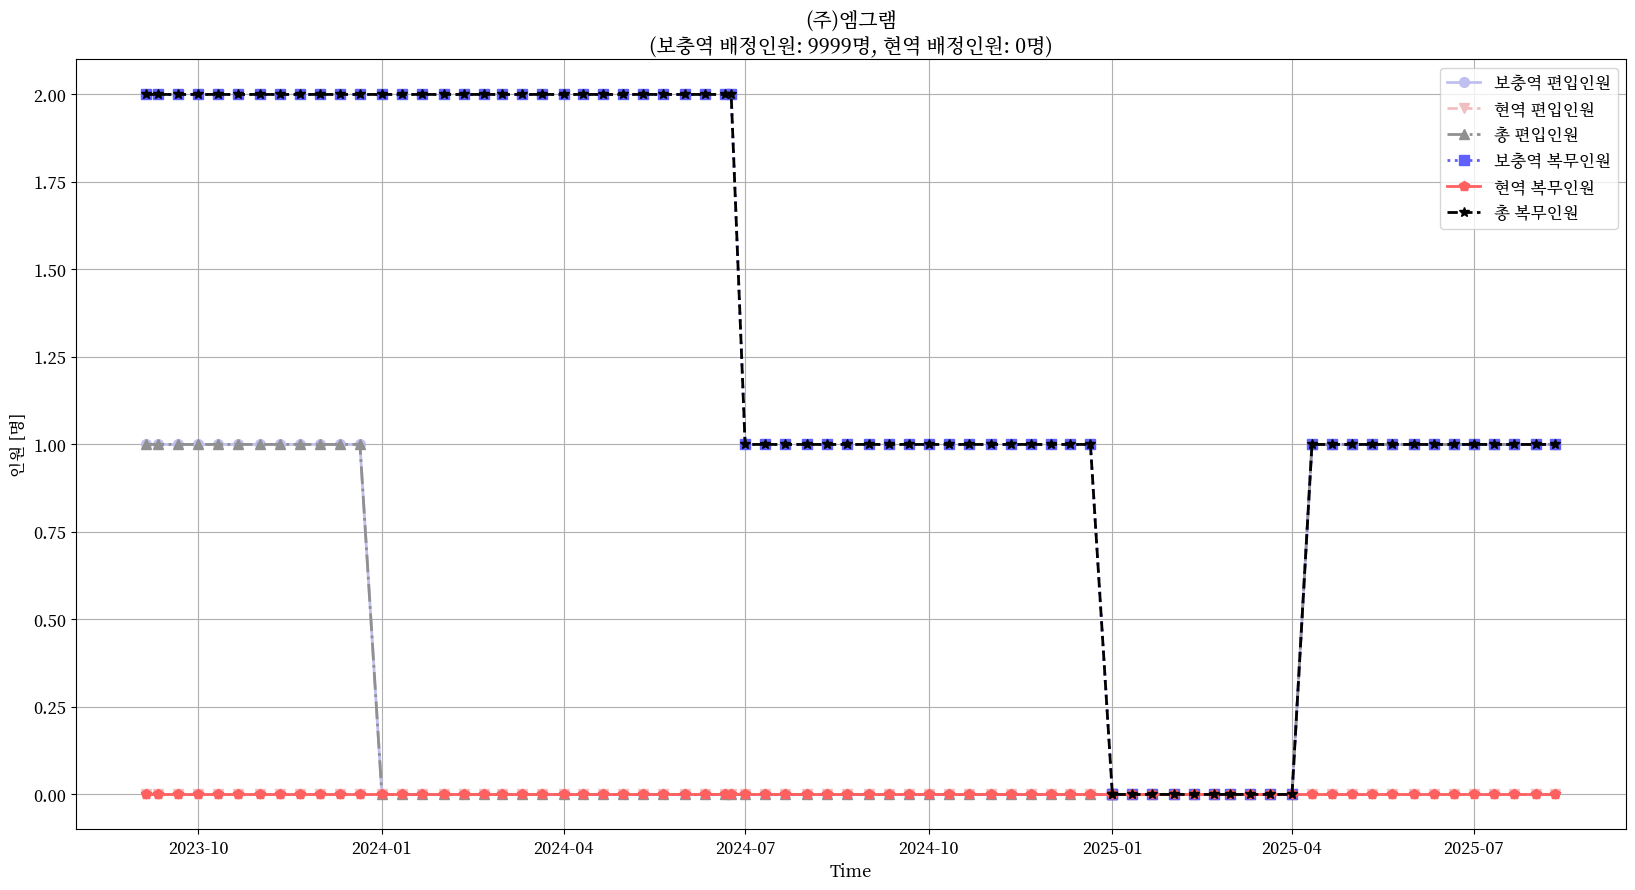 (주)엠그램
(보충역 배정인원: 9999명, 현역 배정인원: 0명)
보충역 편입인원
현역 편입인원
총 편입인원
보충역 복무인원
현역 복무인원
총 복무인원
2.00
1.75
1.50
1.25
1.00
0.75
0.50
0.25
0.00
인원 [명]
2023-10
2024-01
2024-04
2024-07
2024-10
2025-01
2025-04
2025-07
Time